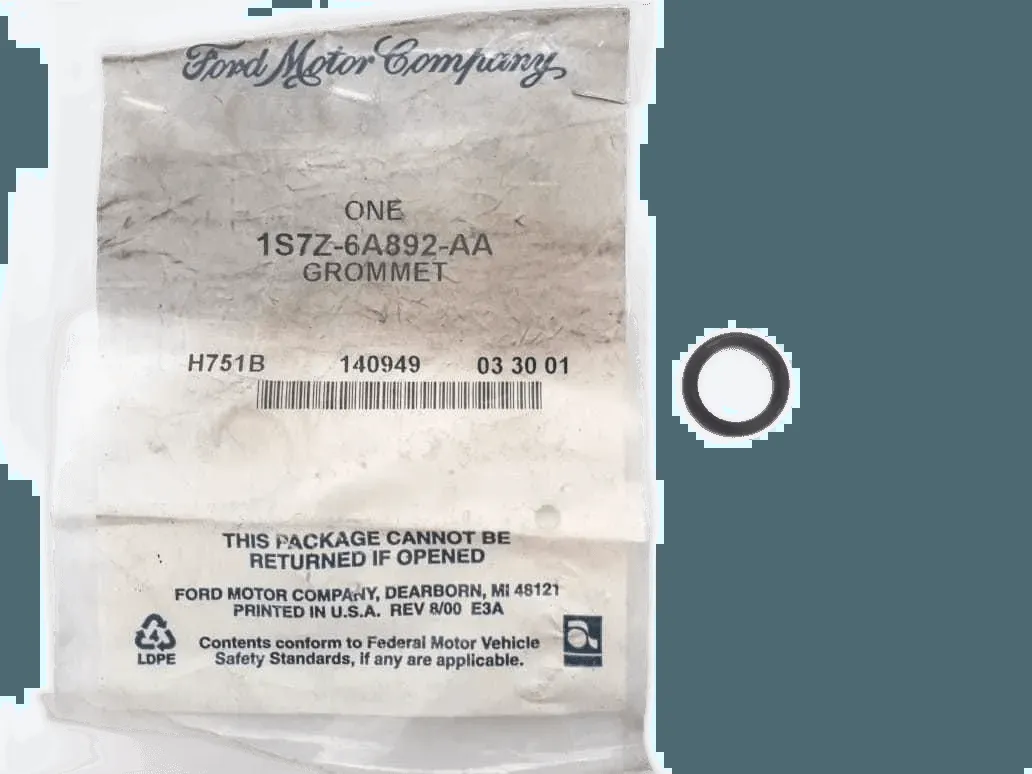 Ford Motor Company
ONE
1S7Z-6A892-AA
GROMMET
H751B 140949 03 30 01
THIS PACKAGE CANNOT BE
RETURNED IF OPENED
FORD MOTOR COMPANY, DEARBORN, MI 48121
PRINTED IN U.S.A. REV 8/00 E3A
4
LDPE
Contents conform to Federal Motor Vehicle
Safety Standards, if any are applicable.